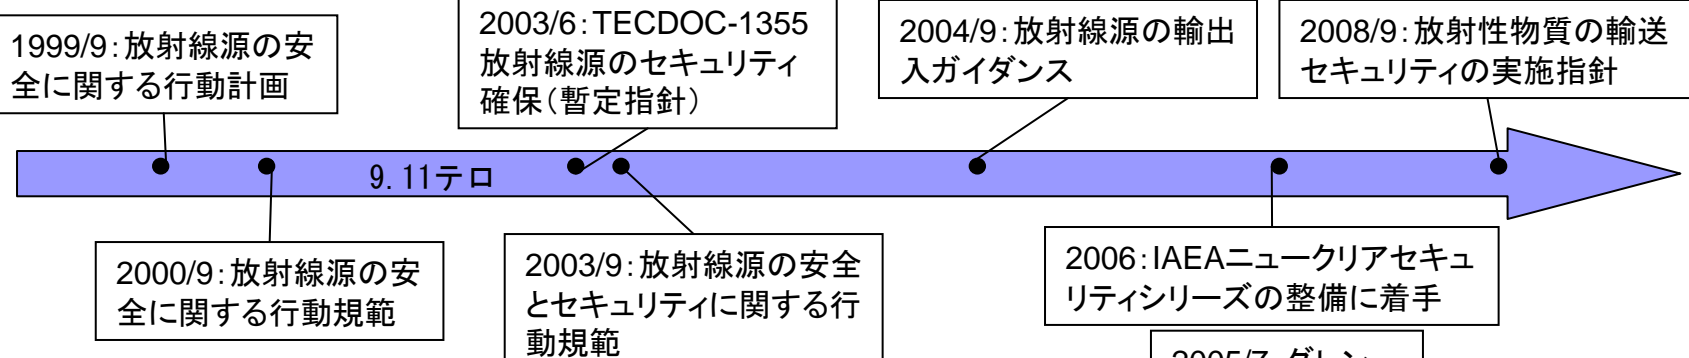 1999/9：放射線源の安
全に関する行動計画
2003/6：TECDOC-1355
放射線源のセキュリティ
確保（暫定指針）
2004/9：放射線源の輸出
入ガイダンス
2008/9：放射性物質の輸送
セキュリティの実施指針
9.11テロ
2000/9：放射線源の安
全に関する行動規範
2003/9：放射線源の安全
とセキュリティに関する行
動規範
2006：IAEAニュークリアセキュ
リティシリーズの整備に着手